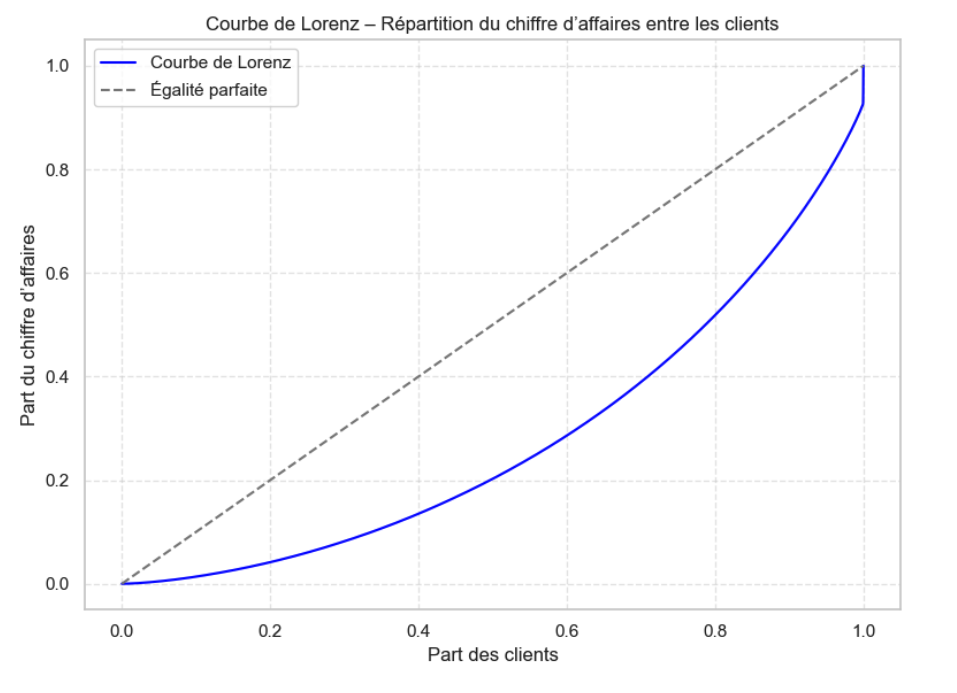 Courbe de Lorenz – Répartition du chiffre d’affaires entre les clients
Courbe de Lorenz
Égalité parfaite
1.0
0.8
0.6
0.4
0.2
0.0
Part du chiffre d’affaires
0.0 0.2 0.4 0.6 0.8 1.0
Part des clients